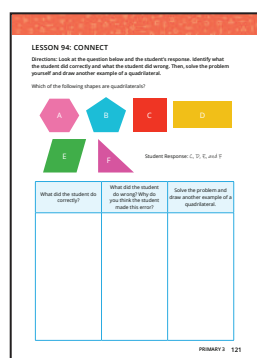 LESSON 94: CONNECT
Directions: Look at the question below and the student's response. Identify what
the student did correctly and what the student did wrong. Then, solve the problem
yourself and draw another example of a quadrilateral.
Which of the following shapes are quadrilaterals?
A
B
C
D
E
F
Student Response: C, D, E, and F
What did the student do
correctly?
What did the student
do wrong? Why do
you think the student
made this error?
Solve the problem and
draw another example of a
quadrilateral.
PRIMARY 3 121